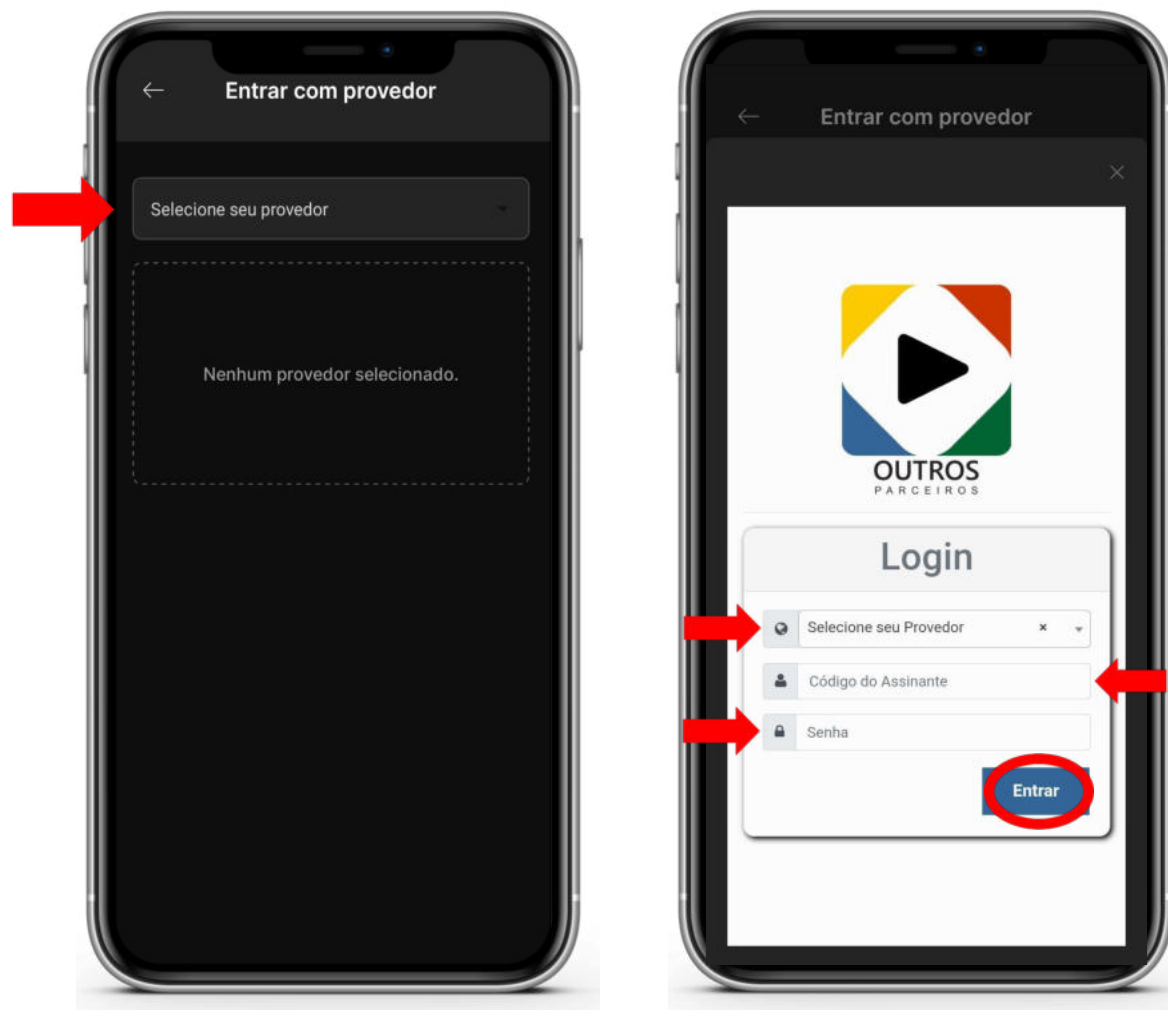 Entrar com provedor
Selecione seu provedor
Nenhum provedor selecionado.
Entrar com provedor
OUTROS
PARCEIROS
Login
Selecione seu Provedor
Código do Assinante
Senha
Entrar